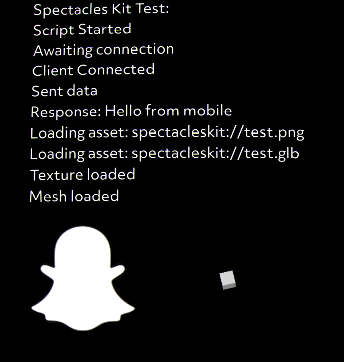 Spectacles Kit Test:
Script Started
Awaiting connection
Client Connected
Sent data
Response: Hello from mobile
Loading asset: spectacleskit://test.png
Loading asset: spectacleskit://test.glb
Texture loaded
Mesh loaded